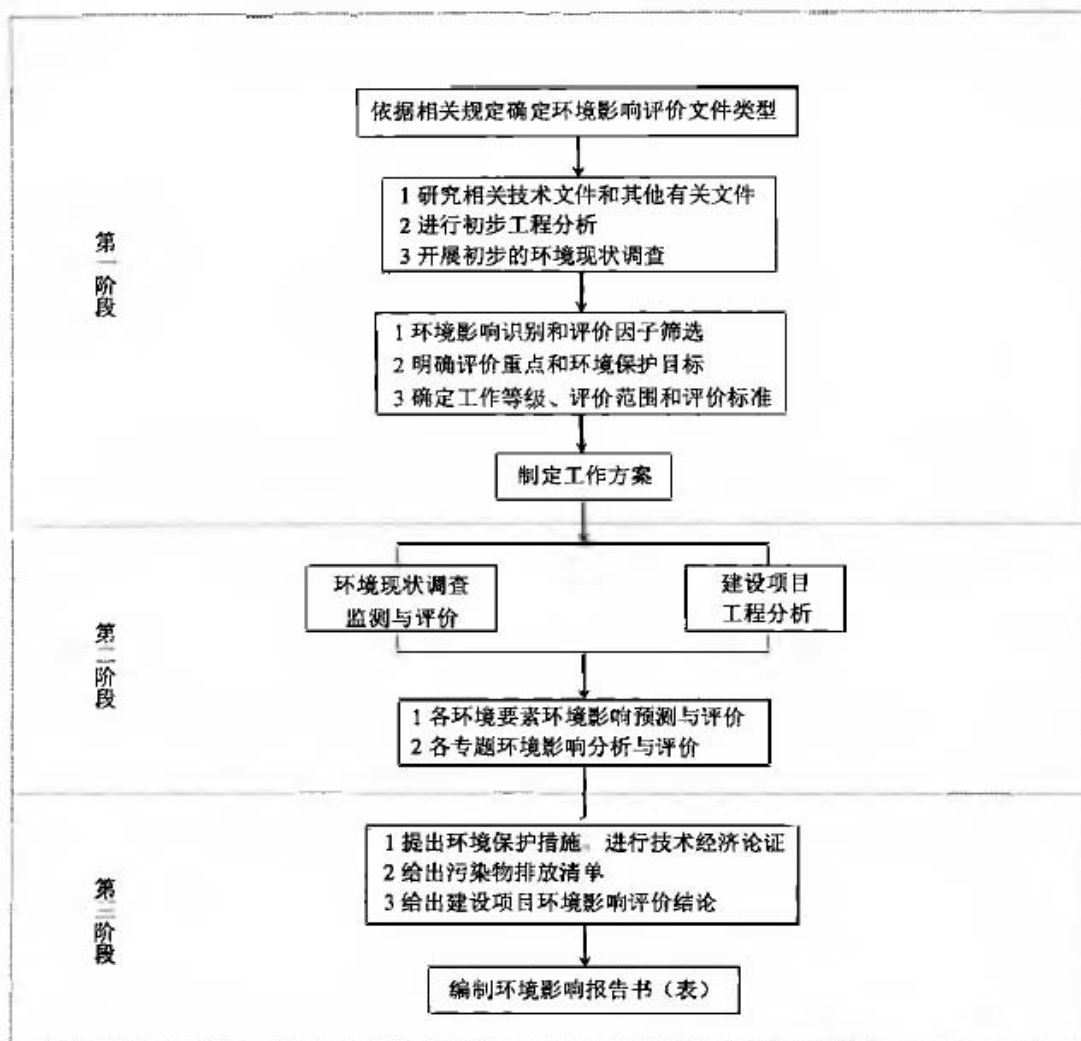 依据相关规定确定环境影响评价文件类型
1 研究相关技术文件和其他有关文件
2 进行初步工程分析
3 开展初步的环境现状调查
第一阶段
1 环境影响识别和评价因子筛选
2 明确评价重点和环境保护目标
3 确定工作等级、评价范围和评价标准
制定工作方案
环境现状调查
监测与评价
建设项目
工程分析
第二阶段
1 各环境要素环境影响预测与评价
2 各专题环境影响分析与评价
1 提出环境保护措施，进行技术经济论证
2 给出污染物排放清单
3 给出建设项目环境影响评价结论
第三阶段
编制环境影响报告书（表）